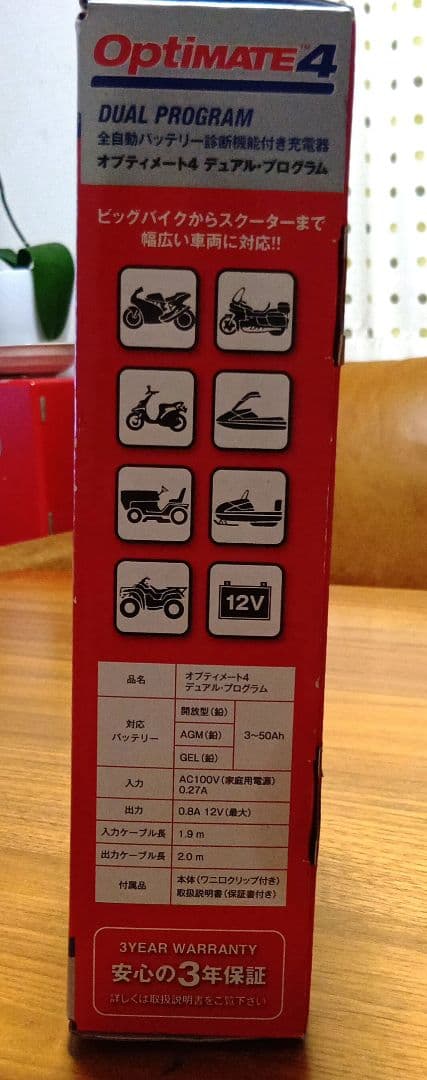 OptiMATE™4
DUAL PROGRAM
全自動バッテリー診断機能付き充電器
オプティメート4 デュアル・プログラム
ビッグバイクからスクーターまで
幅広い車両に対応!!
12V
品名 オプティメート4
デュアル・プログラム
対応
バッテリー
開放型(鉛)
AGM(鉛) 3〜50Ah
GEL(鉛)
入力 AC100V(家庭用電源)
0.27A
出力 0.8A 12V(最大)
入力ケーブル長 1.9 m
出力ケーブル長 2.0 m
付属品 本体(ワニ口クリップ付き)
取扱説明書(保証書付き)
3YEAR WARRANTY
安心の3年保証
詳しくは取扱説明書をご覧下さい